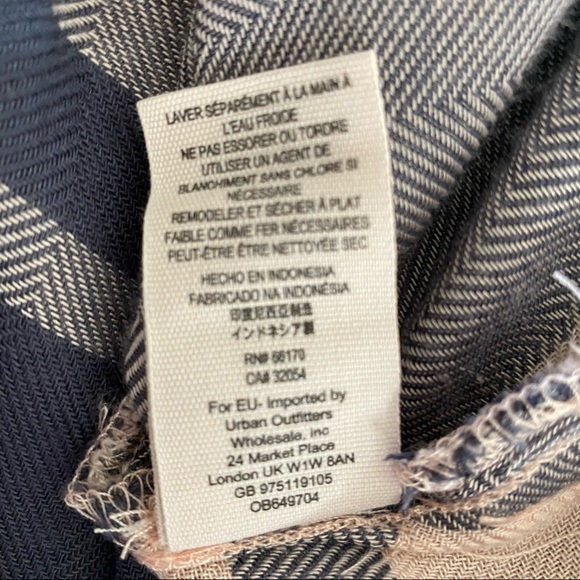 LAVER SÉPARÉMENT À LA MAIN À
L'EAU FROIDE
NE PAS ESSORER OU TORDRE
UTILISER UN AGENT DE
BLANCHIMENT SANS CHLORE SI
NÉCESSAIRE
REMODELER ET SÉCHER À PLAT
FAIBLE COMME FER NÉCESSAIRES
PEUT-ÊTRE ÊTRE NETTOYÉE SEC
HECHO EN INDONESIA
FABRICADO NA INDONÉSIA
印度尼西亚制造
インドネシア製
RN# 66170
CA# 32054
For EU- Imported by
Urban Outfitters
Wholesale, Inc
24 Market Place
London UK W1W 8AN
GB 975119105
OB649704